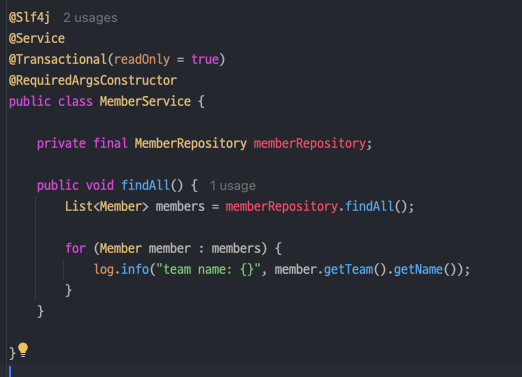 @Slf4j 2 usages
@Service
@Transactional(readOnly = true)
@RequiredArgsConstructor
public class MemberService {
private final MemberRepository memberRepository;
public void findAll() { 1 usage
List<Member> members = memberRepository.findAll();
for (Member member : members) {
log.info("team name: {}", member.getTeam().getName());
}
}
}